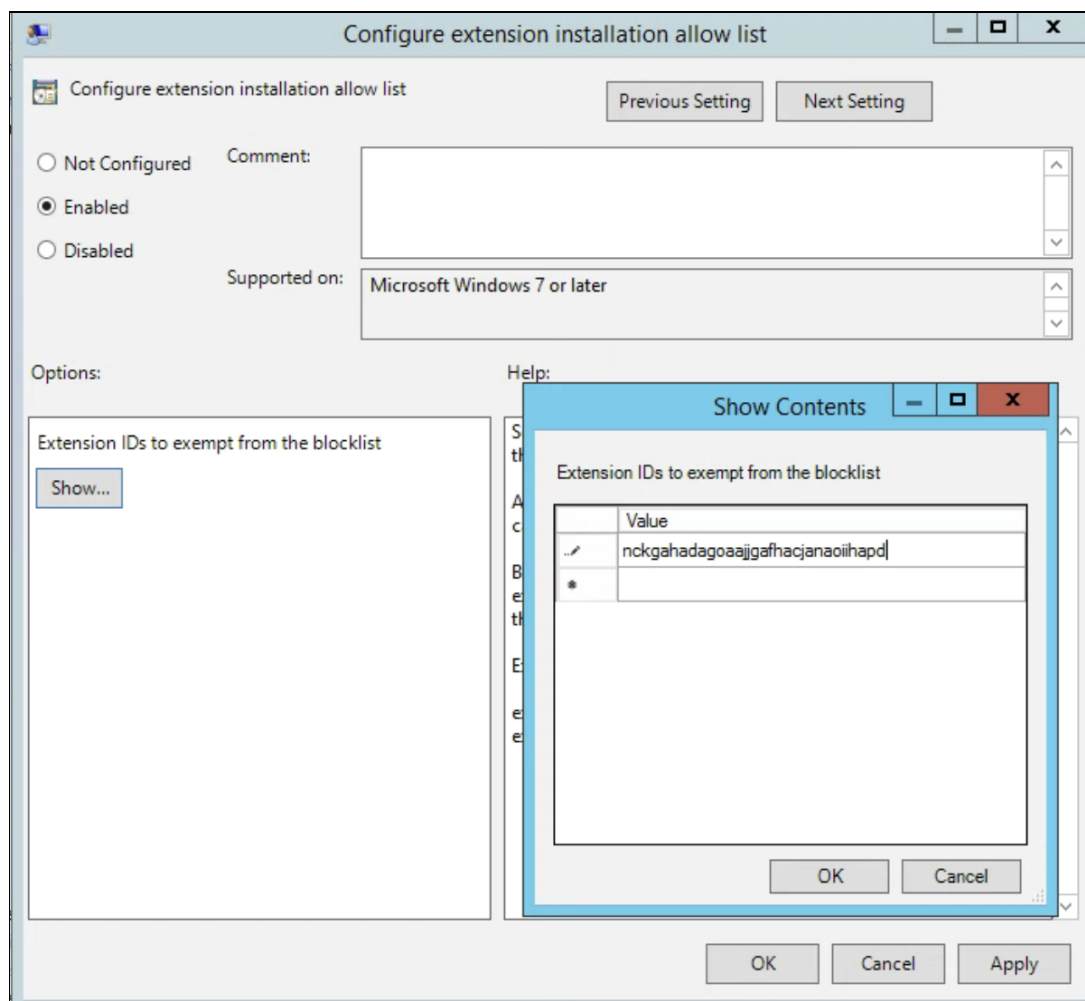 Configure extension installation allow list
Configure extension installation allow list
Previous Setting
Next Setting
Not Configured
Enabled
Disabled
Comment:
Supported on:
Microsoft Windows 7 or later
Options:
Help:
Extension IDs to exempt from the blocklist
Show...
Show Contents
Extension IDs to exempt from the blocklist
Value
nckgahadagoaajjgafhacjanaoiihapd
OK
Cancel
OK
Cancel
Apply